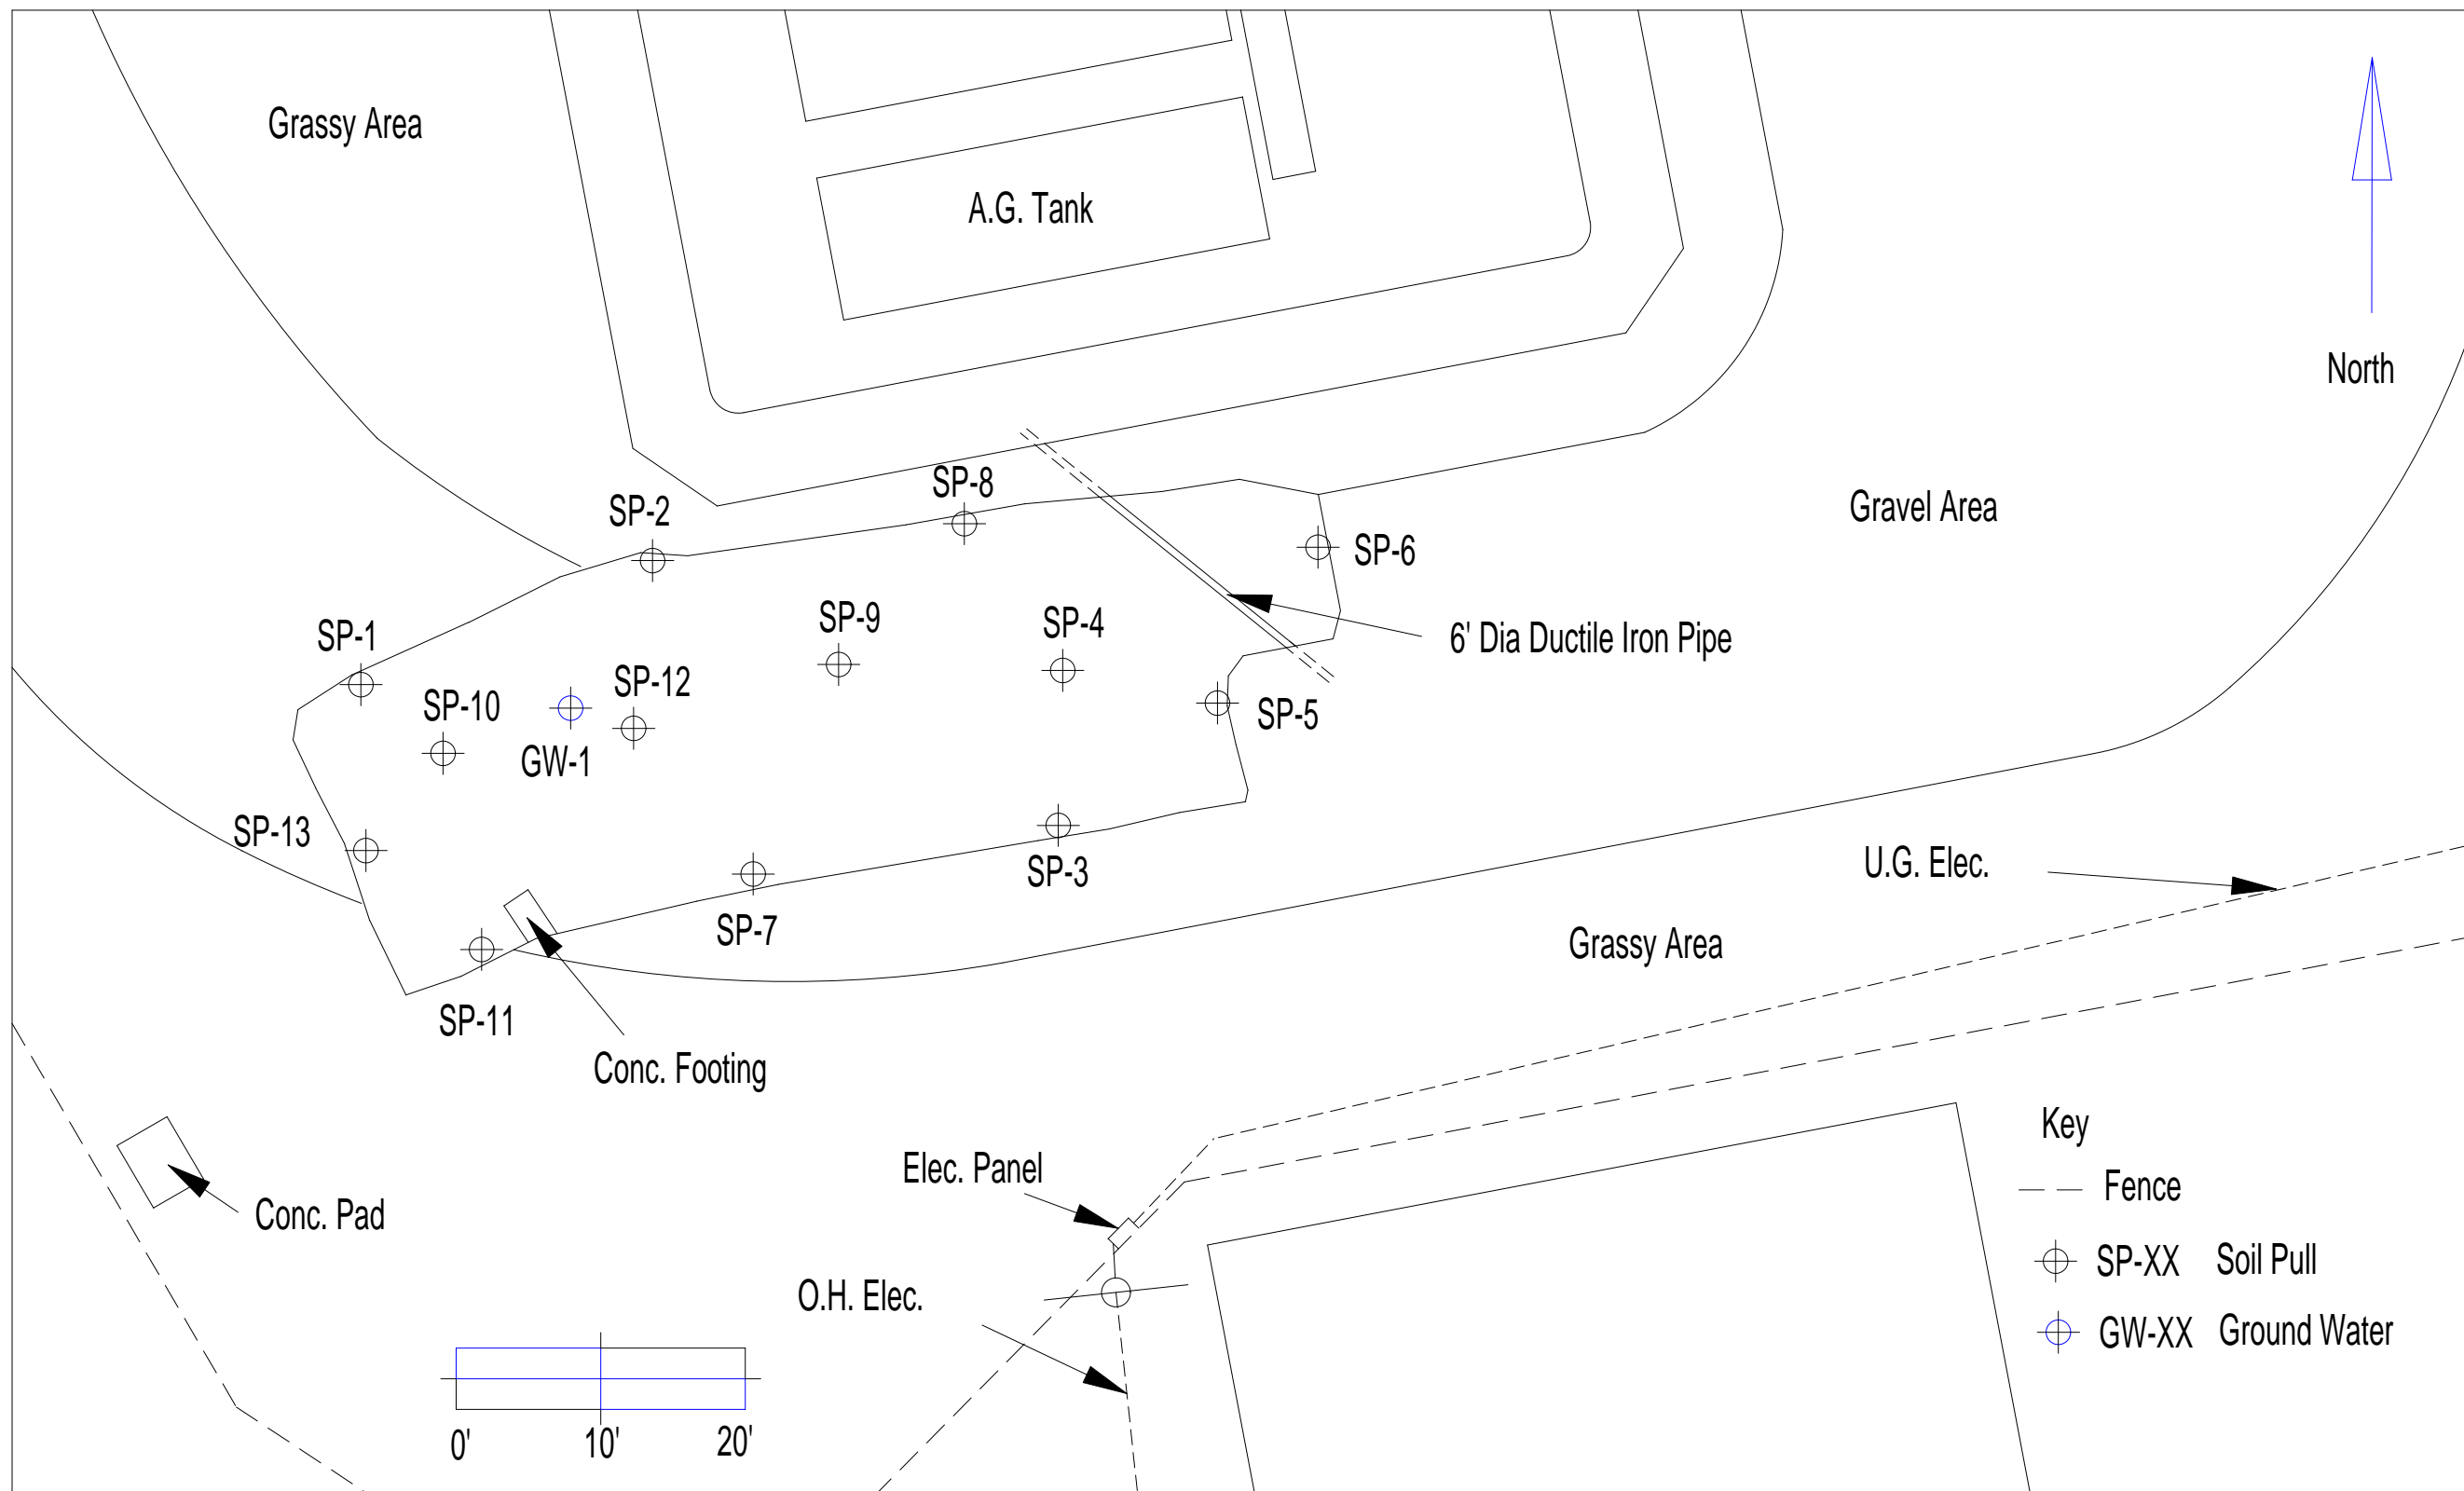 Grassy Area
A.G. Tank
North
SP-8
SP-2
Gravel Area
SP-6
SP-9
SP-4
SP-1
6' Dia Ductile Iron Pipe
SP-12
SP-10
SP-5
GW-1
SP-13
SP-3
U.G. Elec.
SP-7
Grassy Area
SP-11
Conc. Footing
Key
Elec. Panel
Fence
Conc. Pad
SP-XX Soil Pull
O.H. Elec.
GW-XX Ground Water
0' 10' 20'